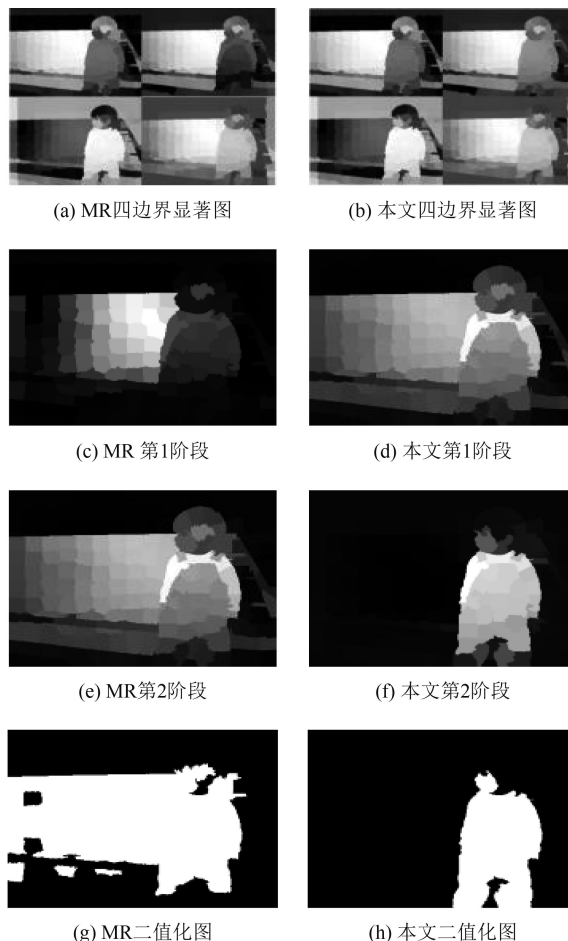 (a) MR四边界显著图
(b) 本文四边界显著图
(c) MR 第1阶段
(d) 本文第1阶段
(e) MR第2阶段
(f) 本文第2阶段
(g) MR二值化图
(h) 本文二值化图